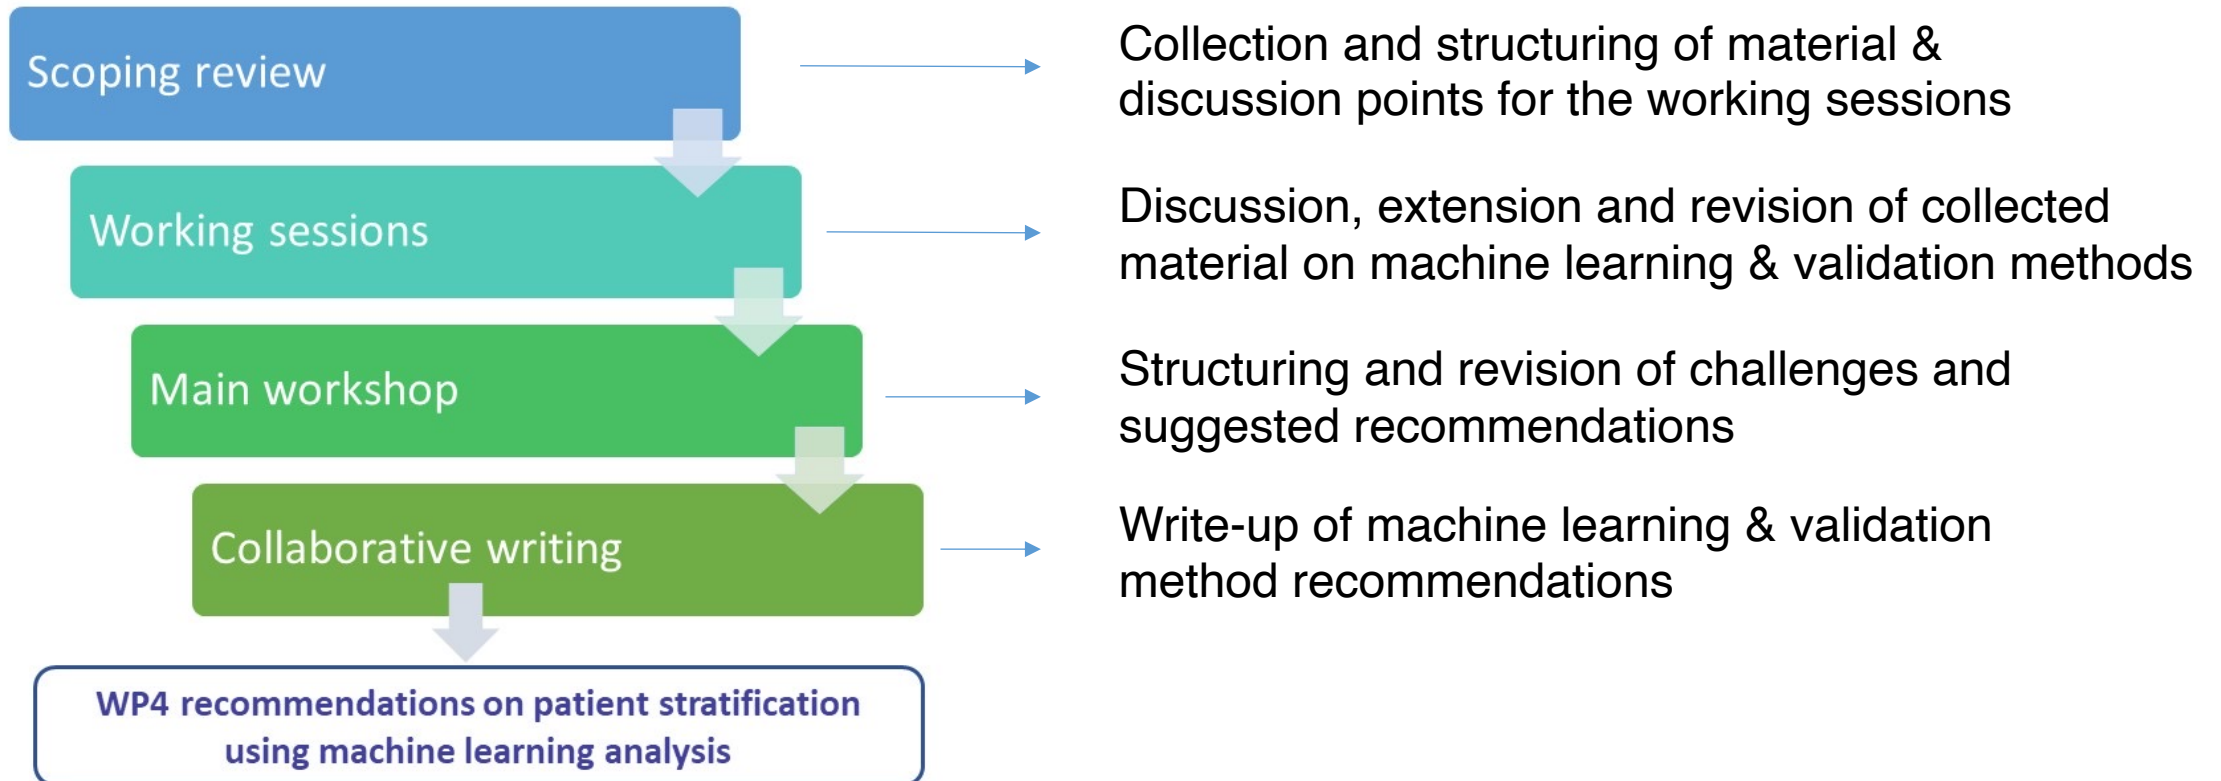 Scoping review
Collection and structuring of material &
discussion points for the working sessions
Working sessions
Discussion, extension and revision of collected
material on machine learning & validation methods
Main workshop
Structuring and revision of challenges and
suggested recommendations
Collaborative writing
Write-up of machine learning & validation
method recommendations
WP4 recommendations on patient stratification
using machine learning analysis